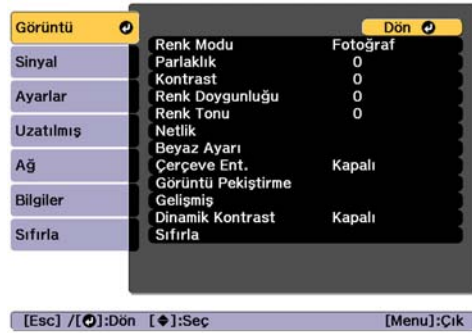 Görüntü
Sinyal
Ayarlar
Uzatılmış
Ağ
Bilgiler
Sıfırla
Dön
Renk Modu Fotoğraf
Parlaklık 0
Kontrast 0
Renk Doygunluğu 0
Renk Tonu 0
Netlik
Beyaz Ayarı
Çerçeve Ent. Kapalı
Görüntü Pekiştirme
Gelişmiş
Dinamik Kontrast Kapalı
Sıfırla
[Esc] /[ ]:Dön [ ]:Seç [Menu]:Çık